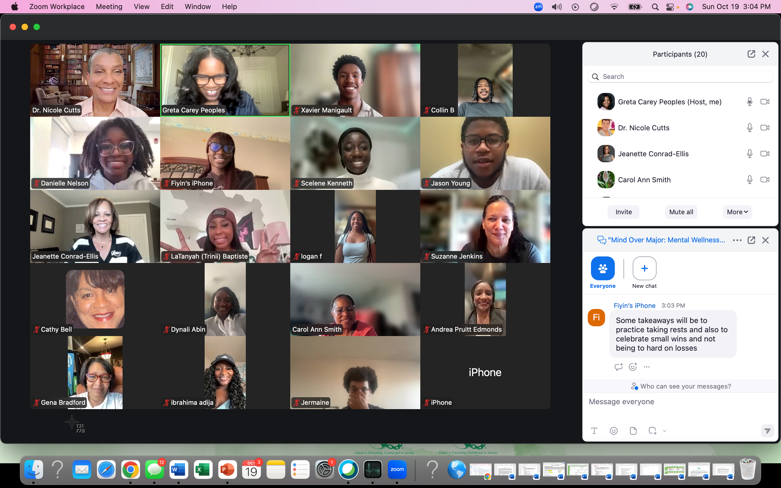 Zoom Workplace Meeting View Edit Window Help
Sun Oct 19 3:04 PM
Dr. Nicole Cutts
Greta Carey Peoples
Xavier Manigault
Collin B
Danielle Nelson
Fiyin's iPhone
Scelene Kenneth
Jason Young
Jeanette Conrad-Ellis
LaTanyah (Trinii) Baptiste
logan f
Suzanne Jenkins
Cathy Bell
Dynali Abin
Carol Ann Smith
Andrea Pruitt Edmonds
Gena Bradford
ibrahima adija
Jermaine
iPhone
iPhone
Participants (20)
Search
Greta Carey Peoples (Host, me)
Dr. Nicole Cutts
Jeanette Conrad-Ellis
Carol Ann Smith
Invite
Mute all
More
"Mind Over Major: Mental Wellness...
Everyone
New chat
Fiyin's iPhone 3:03 PM
Fi
Some takeaways will be to
practice taking rests and also to
celebrate small wins and not
being to hard on losses
Who can see your messages?
Message everyone
731
773
OCT
19
zoom